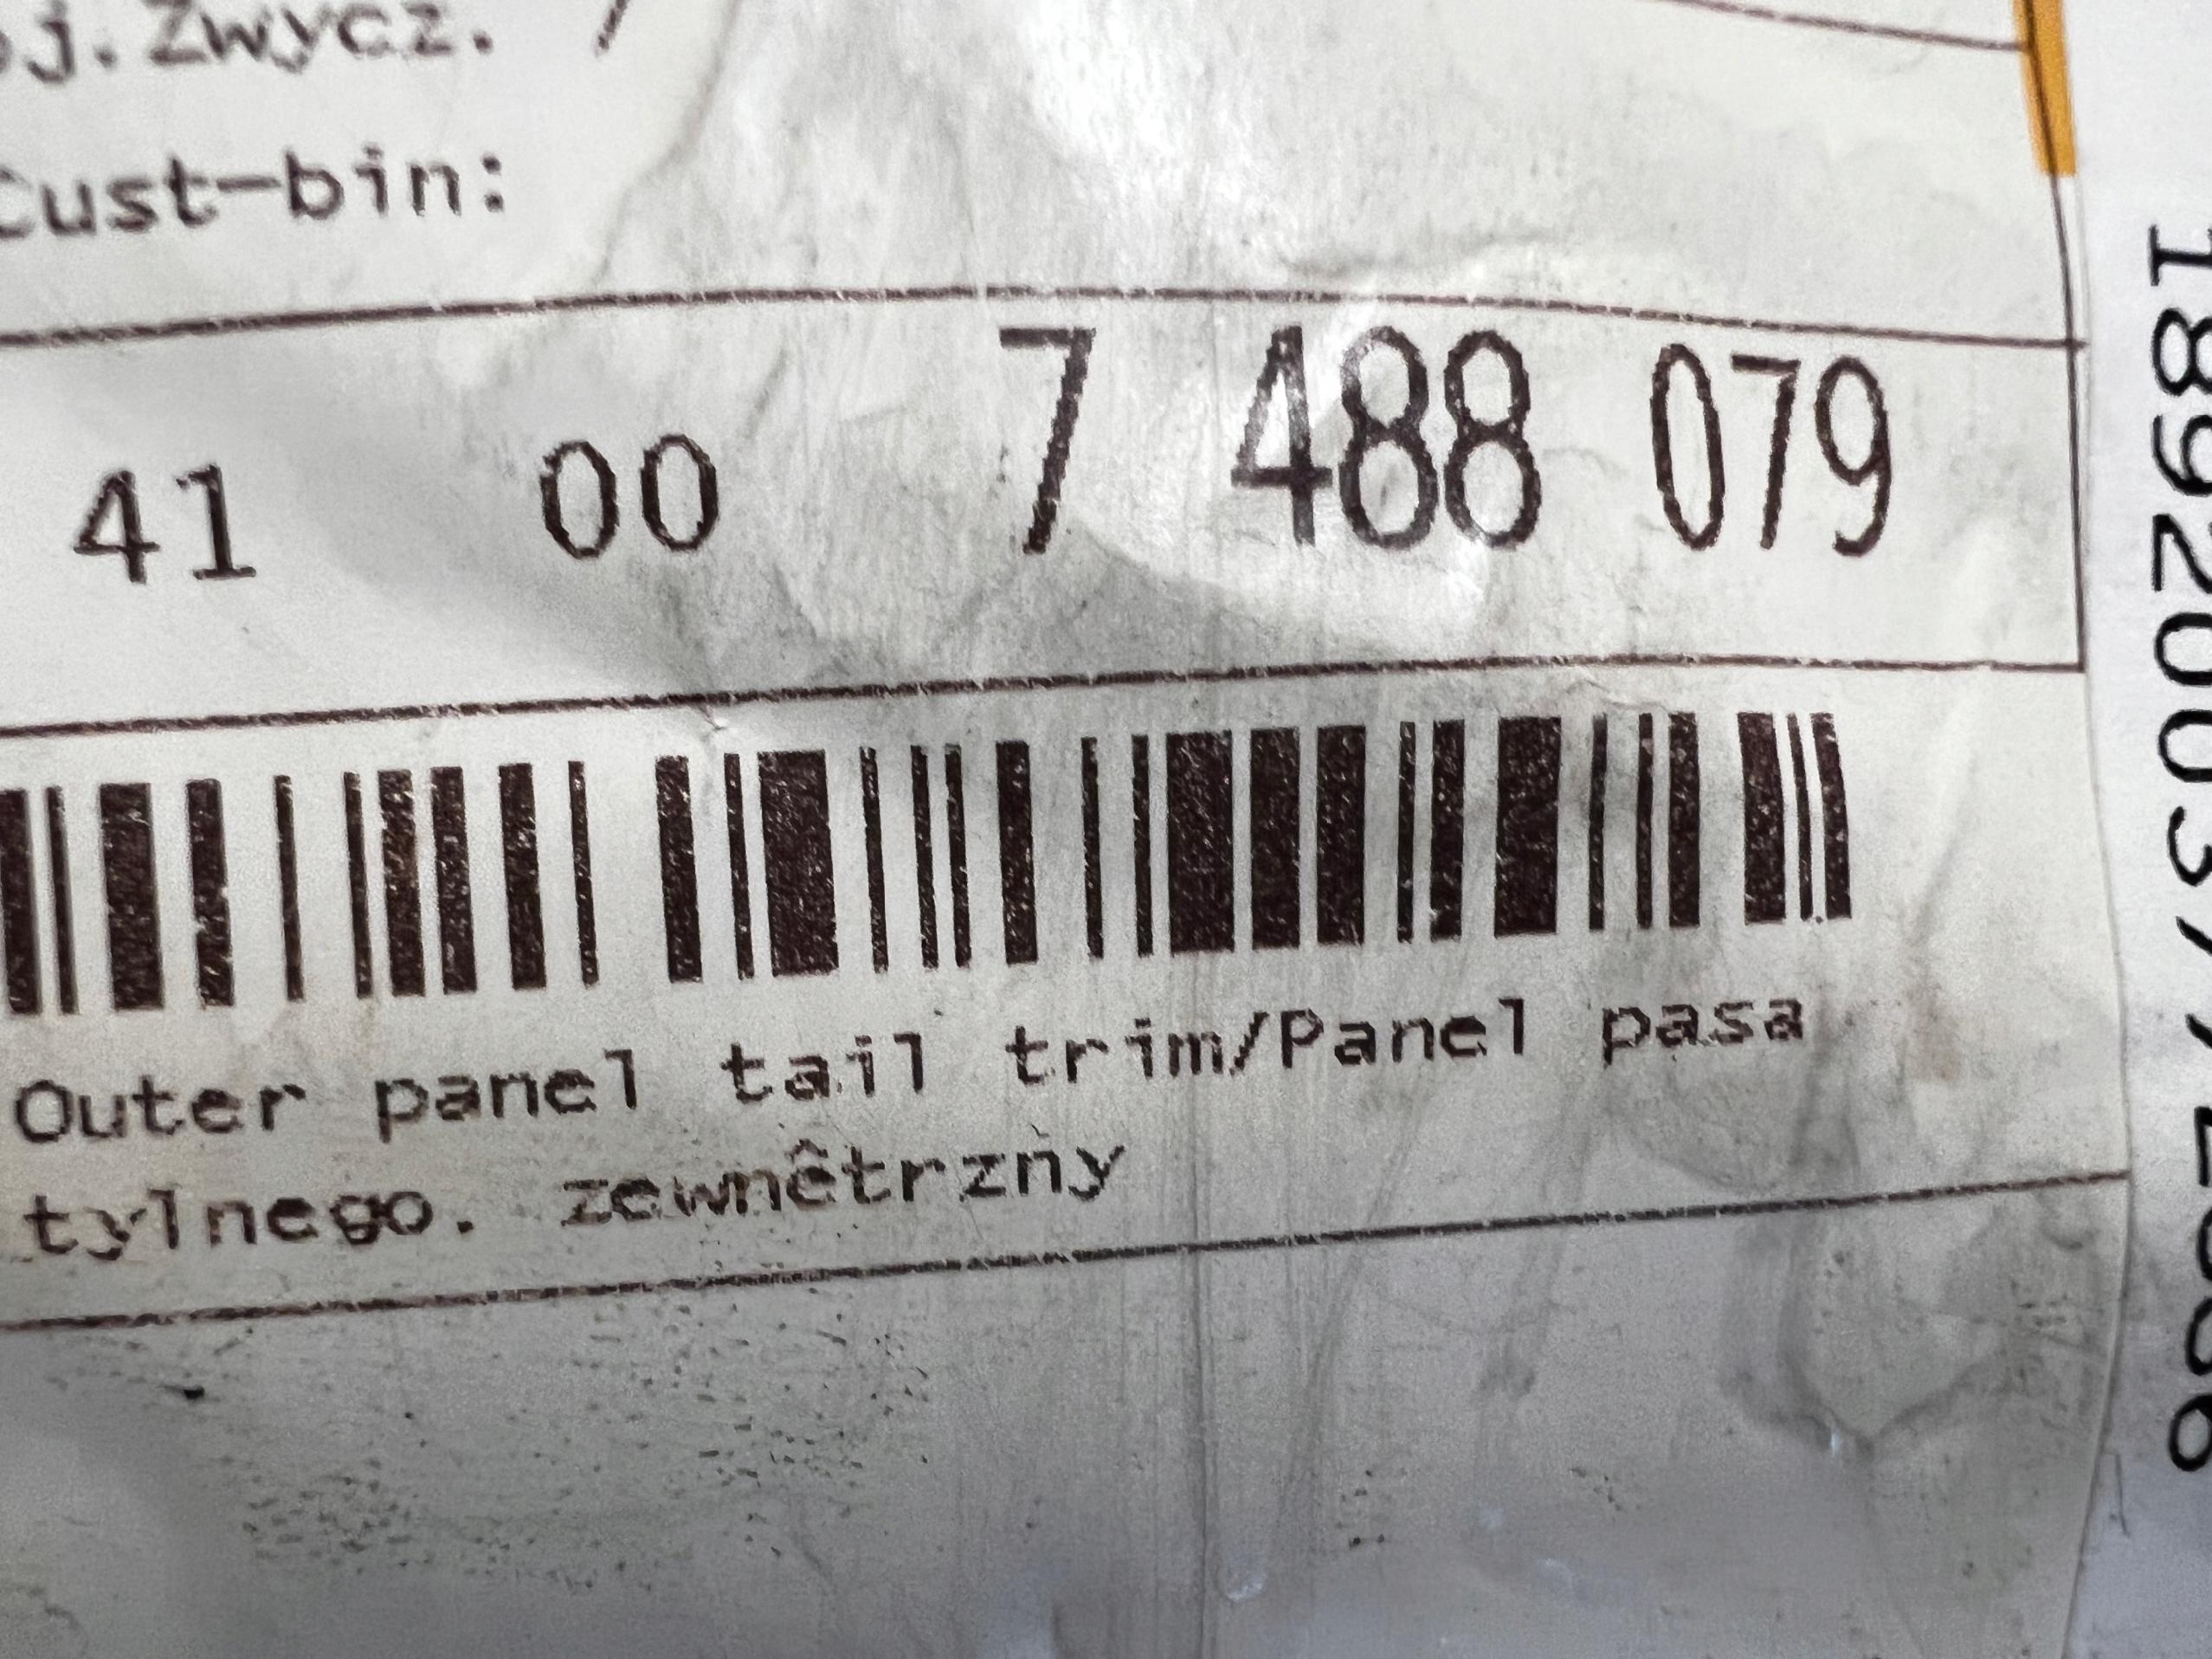 j.Zwycz. /
Cust-bin:
41 00 7 488 079
Outer panel tail trim/Panel pasa
tylnego. zewnêtrzny